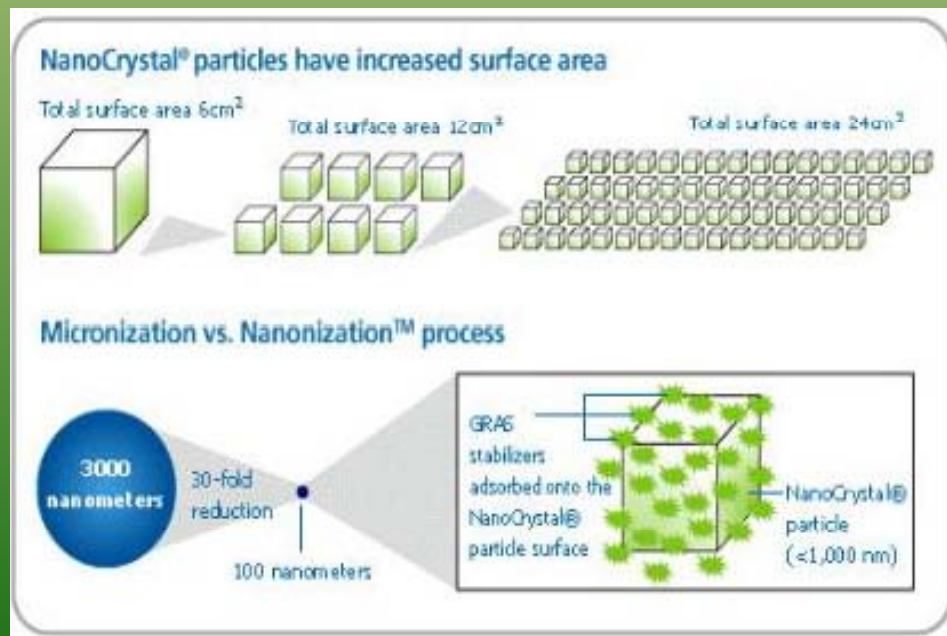 NanoCrystal® particles have increased surface area
Total surface area 6cm²
Total surface area 12cm²
Total surface area 24cm²
Micronization vs. Nanonization™ process
3000
nanometers
30-fold
reduction
100 nanometers
GRAS
stabilizers
adsorbed onto the
NanoCrystal®
particle surface
NanoCrystal®
particle
(<1,000 nm)